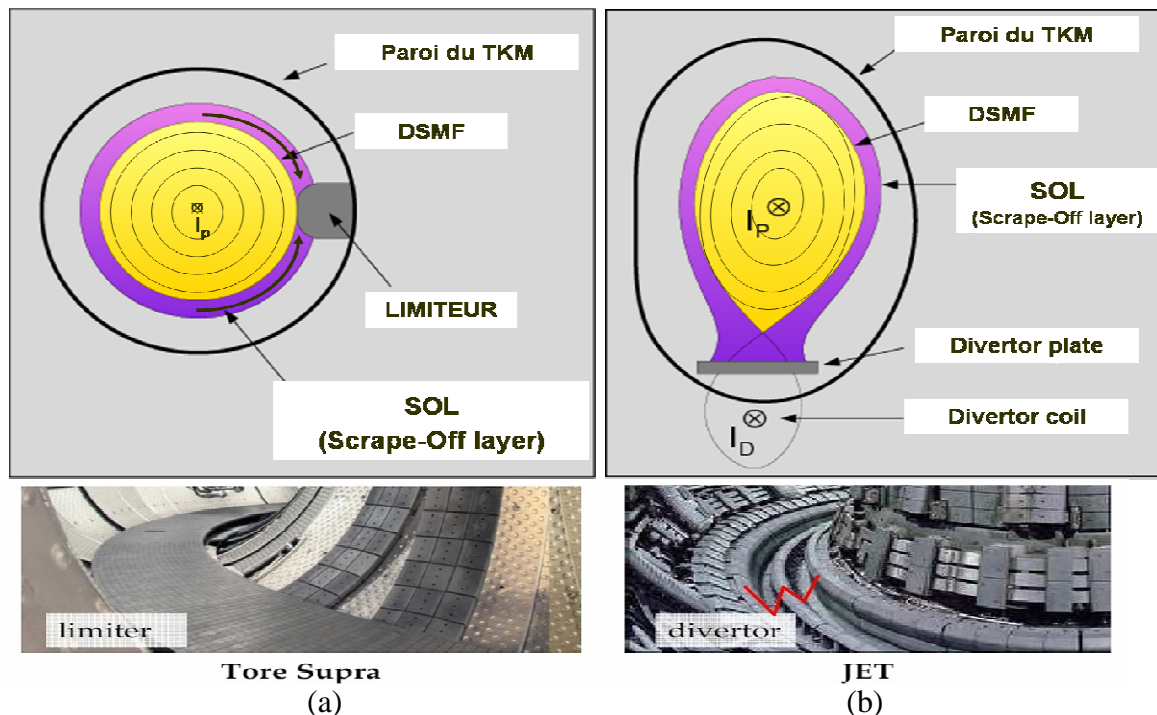 Paroi du TKM
DSMF
I_p
LIMITEUR
SOL
(Scrape-Off layer)
Paroi du TKM
DSMF
SOL
(Scrape-Off layer)
I_P
Divertor plate
Divertor coil
I_D
limiter
divertor
Tore Supra
JET
(a)
(b)